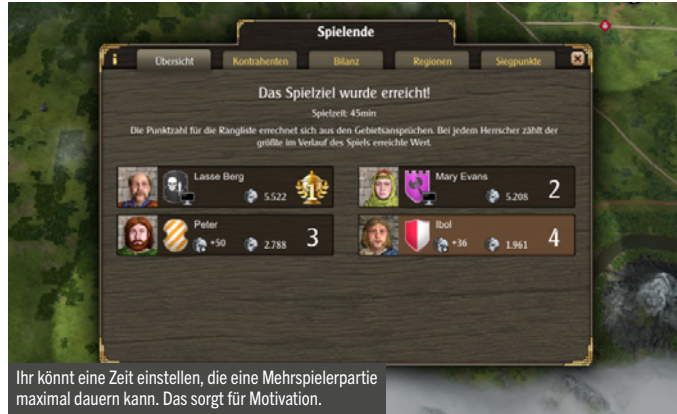 Spielende
Übersicht
Kontrahenten
Bilanz
Regionen
Siegpunkte
Das Spielziel wurde erreicht!
Spielzeit: 45min
Die Punktzahl für die Rangliste errechnet sich aus den Gebietsansprüchen. Bei jedem Herrscher zählt der
größte im Verlauf des Spiels erreichte Wert.
Lasse Berg
5.522
1
Mary Evans
5.208
2
Peter
+50
2.788
3
Ibol
+36
1.961
4
Ihr könnt eine Zeit einstellen, die eine Mehrspielerpartie
maximal dauern kann. Das sorgt für Motivation.